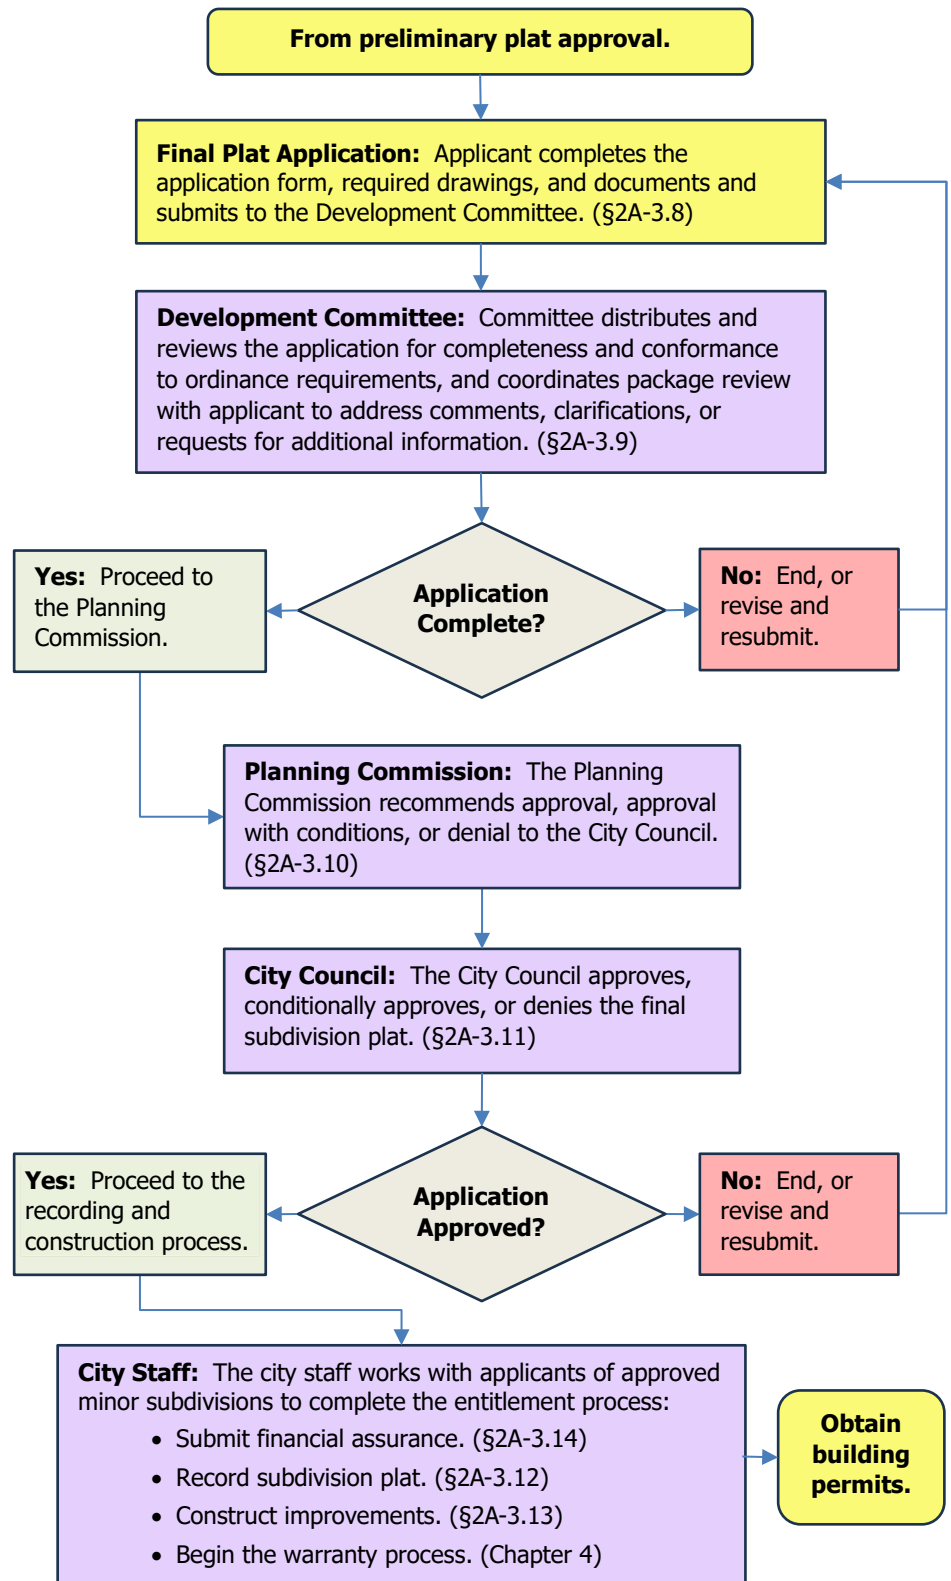 From preliminary plat approval.
Final Plat Application: Applicant completes the
application form, required drawings, and documents and
submits to the Development Committee. (§2A-3.8)
Development Committee: Committee distributes and
reviews the application for completeness and conformance
to ordinance requirements, and coordinates package review
with applicant to address comments, clarifications, or
requests for additional information. (§2A-3.9)
Application
Complete?
Yes: Proceed to
the Planning
Commission.
No: End, or
revise and
resubmit.
Planning Commission: The Planning
Commission recommends approval, approval
with conditions, or denial to the City Council.
(§2A-3.10)
City Council: The City Council approves,
conditionally approves, or denies the final
subdivision plat. (§2A-3.11)
Application
Approved?
Yes: Proceed to the
recording and
construction process.
No: End, or
revise and
resubmit.
City Staff: The city staff works with applicants of approved
minor subdivisions to complete the entitlement process:
• Submit financial assurance. (§2A-3.14)
• Record subdivision plat. (§2A-3.12)
• Construct improvements. (§2A-3.13)
• Begin the warranty process. (Chapter 4)
Obtain
building
permits.